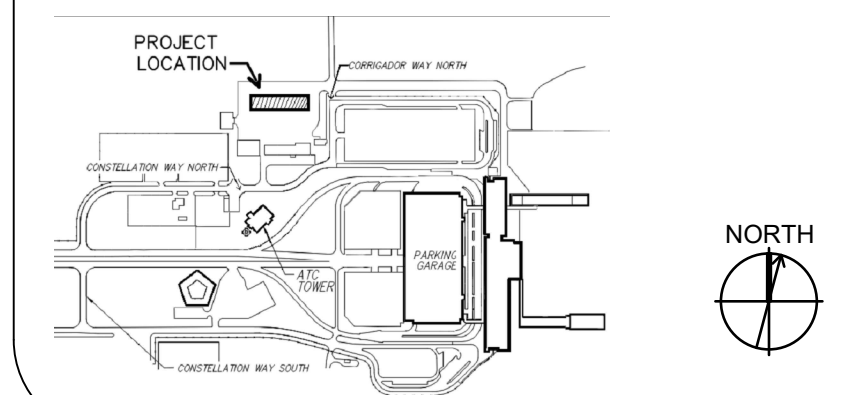 PROJECT
LOCATION
CORRIGADOR WAY NORTH
CONSTELLATION WAY NORTH
PARKING
GARAGE
ATC
TOWER
CONSTELLATION WAY SOUTH
NORTH